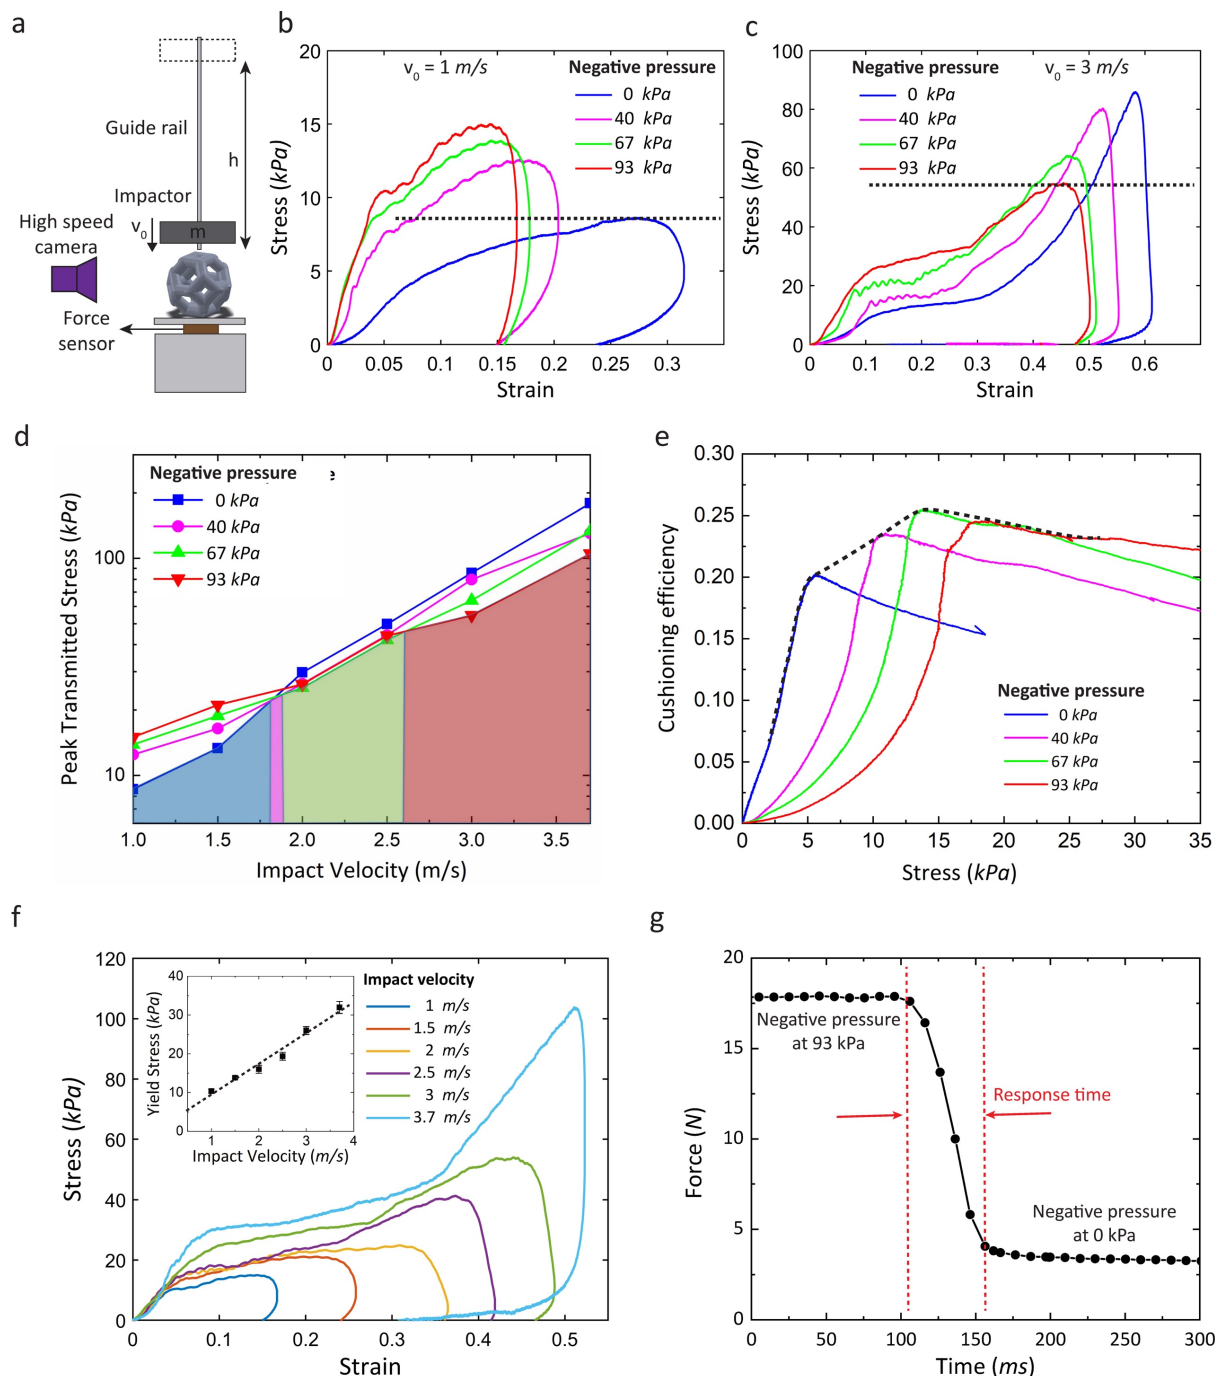 a
Guide rail
h
Impactor
v0
m
High speed
camera
Force
sensor
b
v0 = 1 m/s
Negative pressure
0 kPa
40 kPa
67 kPa
93 kPa
Stress (kPa)
20
15
10
5
0
0
0.05
0.1
0.15
0.2
0.25
0.3
Strain
c
Negative pressure
v0 = 3 m/s
0 kPa
40 kPa
67 kPa
93 kPa
Stress (kPa)
100
80
60
40
20
0
0
0.1
0.2
0.3
0.4
0.5
0.6
Strain
d
Negative pressure
e
0 kPa
40 kPa
67 kPa
93 kPa
Peak Transmitted Stress (kPa)
100
10
1.0
1.5
2.0
2.5
3.0
3.5
Impact Velocity (m/s)
e
Cushioning efficiency
0.30
0.25
0.20
0.15
0.10
0.05
0.00
Negative pressure
0 kPa
40 kPa
67 kPa
93 kPa
0
5
10
15
20
25
30
35
Stress (kPa)
f
Stress (kPa)
120
100
80
60
40
20
0
Yield Stress (kPa)
40
30
20
10
0
1
2
3
4
Impact Velocity (m/s)
Impact velocity
1 m/s
1.5 m/s
2 m/s
2.5 m/s
3 m/s
3.7 m/s
0
0.1
0.2
0.3
0.4
0.5
Strain
g
Force (N)
20
15
10
5
0
Negative pressure
at 93 kPa
Response time
Negative pressure
at 0 kPa
0
50
100
150
200
250
300
Time (ms)